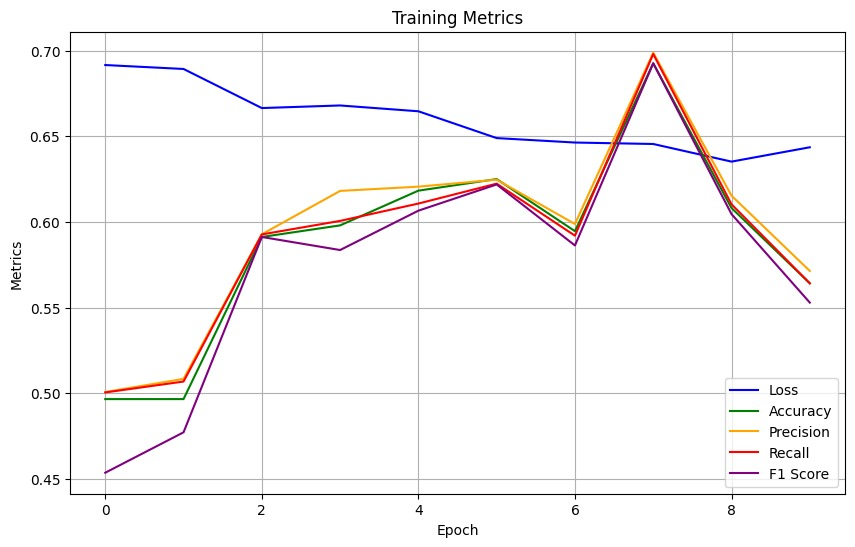 Training Metrics
Metrics
0.70
0.65
0.60
0.55
0.50
0.45
0
2
4
6
8
Epoch
Loss
Accuracy
Precision
Recall
F1 Score